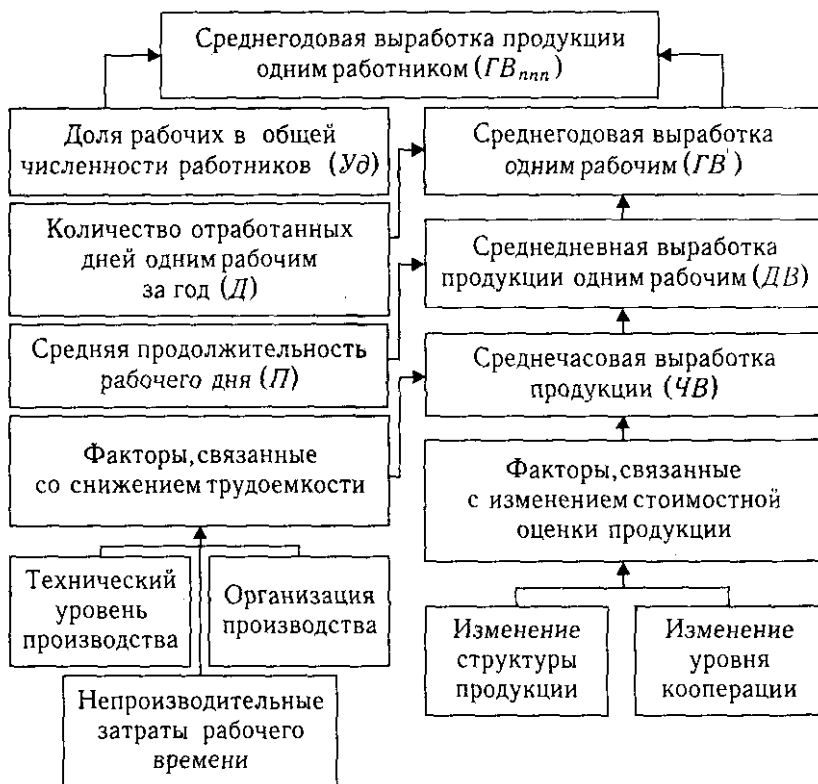 Среднегодовая выработка продукции
одним работником (ГВппп)
Доля рабочих в общей
численности работников (Уд)
Среднегодовая выработка
одним рабочим (ГВ')
Количество отработанных
дней одним рабочим
за год (Д)
Среднедневная выработка
продукции одним рабочим (ДВ)
Средняя продолжительность
рабочего дня (П)
Среднечасовая выработка
продукции (ЧВ)
Факторы, связанные
со снижением трудоемкости
Факторы, связанные
с изменением стоимостной
оценки продукции
Технический
уровень
производства
Организация
производства
Изменение
структуры
продукции
Изменение
уровня
кооперации
Непроизводительные
затраты рабочего
времени